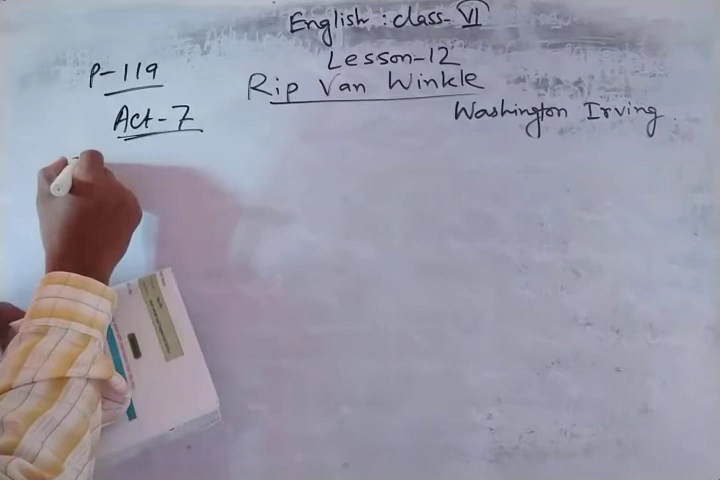 English : class- VI
Lesson-12
Rip Van Winkle
Washington Irving.
P-119
Act-7